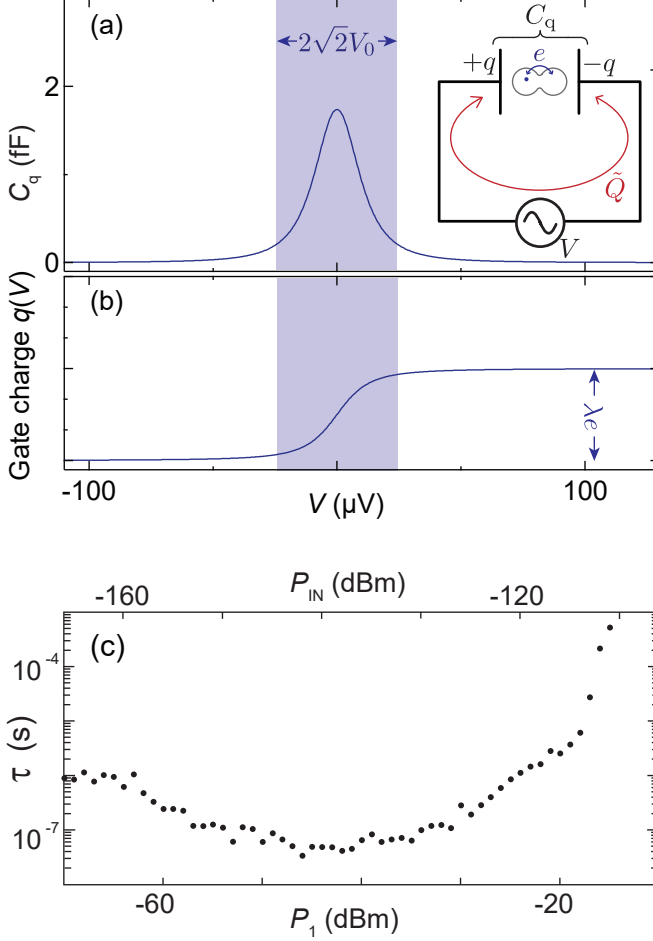 (a)
2√2V₀
C_q
+q
e
−q
Q̃
V
2
0
C_q (fF)
(b)
λe
Gate charge q(V)
-100
100
V (µV)
P_IN (dBm)
-160
-120
(c)
10⁻⁴
10⁻⁷
τ (s)
-60
-20
P₁ (dBm)